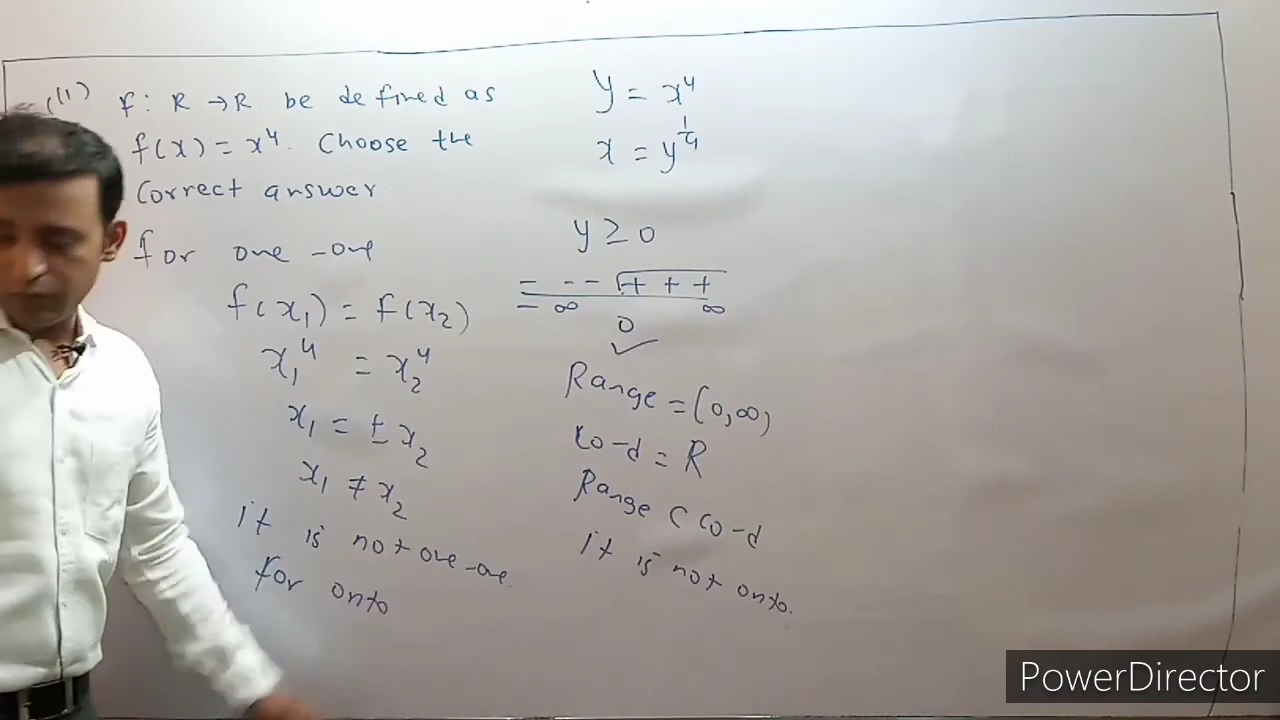 (11) f: R → R be defined as
f(x) = x⁴. Choose the
Correct answer
for one-one
f(x₁) = f(x₂)
x₁⁴ = x₂⁴
x₁ = ± x₂
x₁ ≠ x₂
it is not one-one.
for onto
y = x⁴
x = y^(1/4)
y ≥ 0
- - - + + +
-∞ 0 ∞
Range = [0,∞)
Co-d = R
Range ⊂ Co-d
it is not onto.
PowerDirector